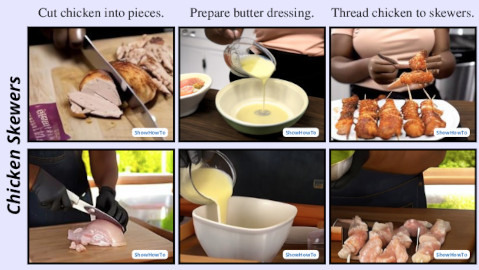 Cut chicken into pieces. Prepare butter dressing. Thread chicken to skewers.
Chicken Skewers
ShowHowTo ShowHowTo ShowHowTo
ShowHowTo ShowHowTo ShowHowTo